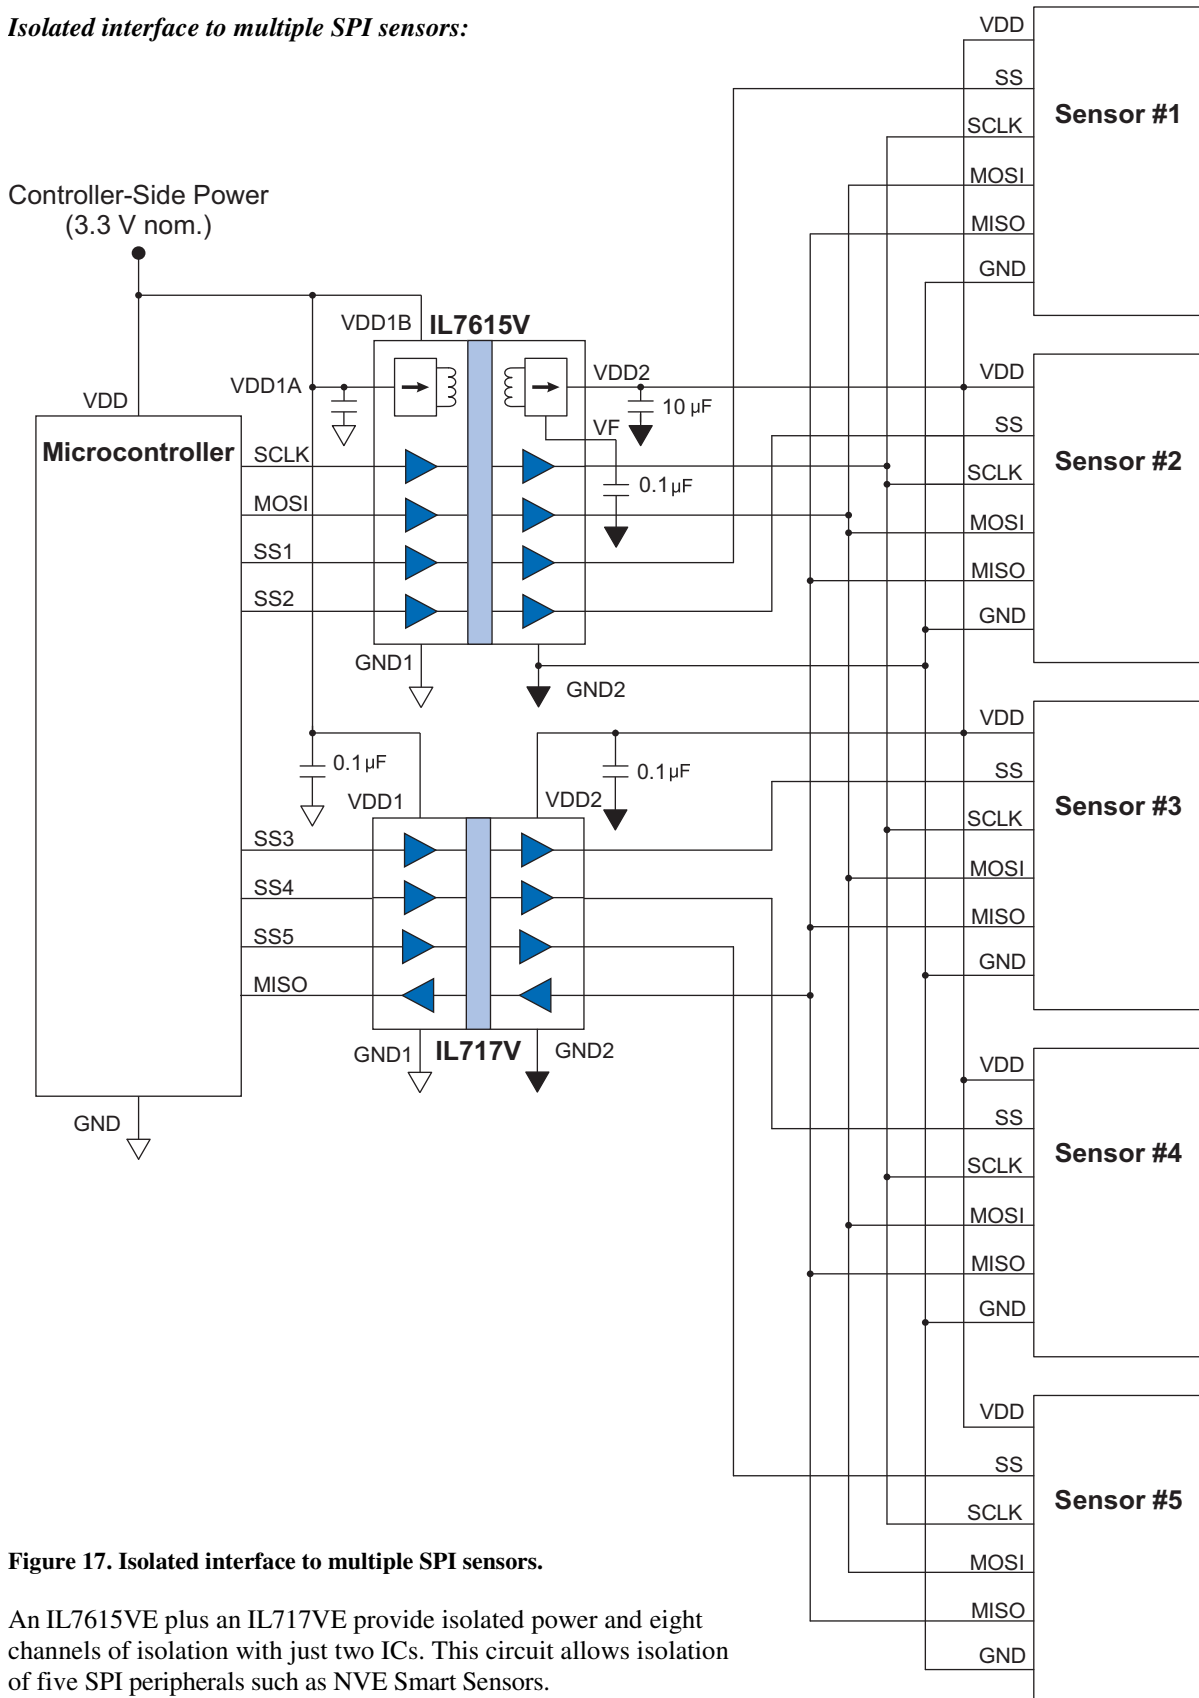 Isolated interface to multiple SPI sensors:
Controller-Side Power
(3.3 V nom.)
VDD1B
IL7615V
VDD1A
VDD2
10 µF
VF
0.1µF
VDD
Microcontroller
SCLK
MOSI
SS1
SS2
GND1
GND2
0.1µF
0.1µF
VDD1
VDD2
SS3
SS4
SS5
MISO
GND1
IL717V
GND2
GND
VDD
SS
SCLK
MOSI
MISO
GND
Sensor #1
VDD
SS
SCLK
MOSI
MISO
GND
Sensor #2
VDD
SS
SCLK
MOSI
MISO
GND
Sensor #3
VDD
SS
SCLK
MOSI
MISO
GND
Sensor #4
VDD
SS
SCLK
MOSI
MISO
GND
Sensor #5
Figure 17. Isolated interface to multiple SPI sensors.
An IL7615VE plus an IL717VE provide isolated power and eight
channels of isolation with just two ICs. This circuit allows isolation
of five SPI peripherals such as NVE Smart Sensors.